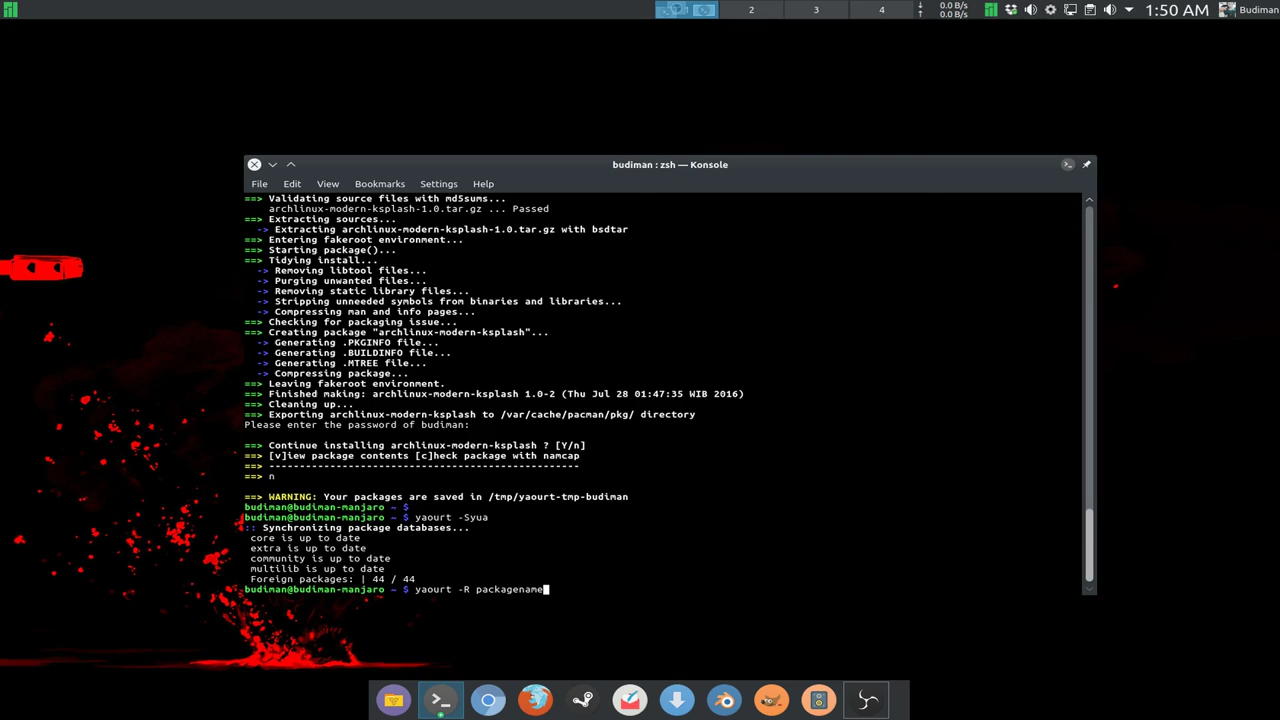 2 3 4 0.0 B/s 1:50 AM Budiman
0.0 B/s
budiman : zsh — Konsole
File Edit View Bookmarks Settings Help
==> Validating source files with md5sums...
archlinux-modern-ksplash-1.0.tar.gz ... Passed
==> Extracting sources...
-> Extracting archlinux-modern-ksplash-1.0.tar.gz with bsdtar
==> Entering fakeroot environment...
==> Starting package()...
==> Tidying install...
-> Removing libtool files...
-> Purging unwanted files...
-> Removing static library files...
-> Stripping unneeded symbols from binaries and libraries...
-> Compressing man and info pages...
==> Checking for packaging issue...
==> Creating package "archlinux-modern-ksplash"...
-> Generating .PKGINFO file...
-> Generating .BUILDINFO file...
-> Generating .MTREE file...
-> Compressing package...
==> Leaving fakeroot environment.
==> Finished making: archlinux-modern-ksplash 1.0-2 (Thu Jul 28 01:47:35 WIB 2016)
==> Cleaning up...
==> Exporting archlinux-modern-ksplash to /var/cache/pacman/pkg/ directory
Please enter the password of budiman:
==> Continue installing archlinux-modern-ksplash ? [Y/n]
==> [v]iew package contents [c]heck package with namcap
==> ---------------------------------------------------
==> n
==> WARNING: Your packages are saved in /tmp/yaourt-tmp-budiman
budiman@budiman-manjaro ~ $
budiman@budiman-manjaro ~ $ yaourt -Syua
:: Synchronizing package databases...
core is up to date
extra is up to date
community is up to date
multilib is up to date
Foreign packages: | 44 / 44
budiman@budiman-manjaro ~ $ yaourt -R packagename